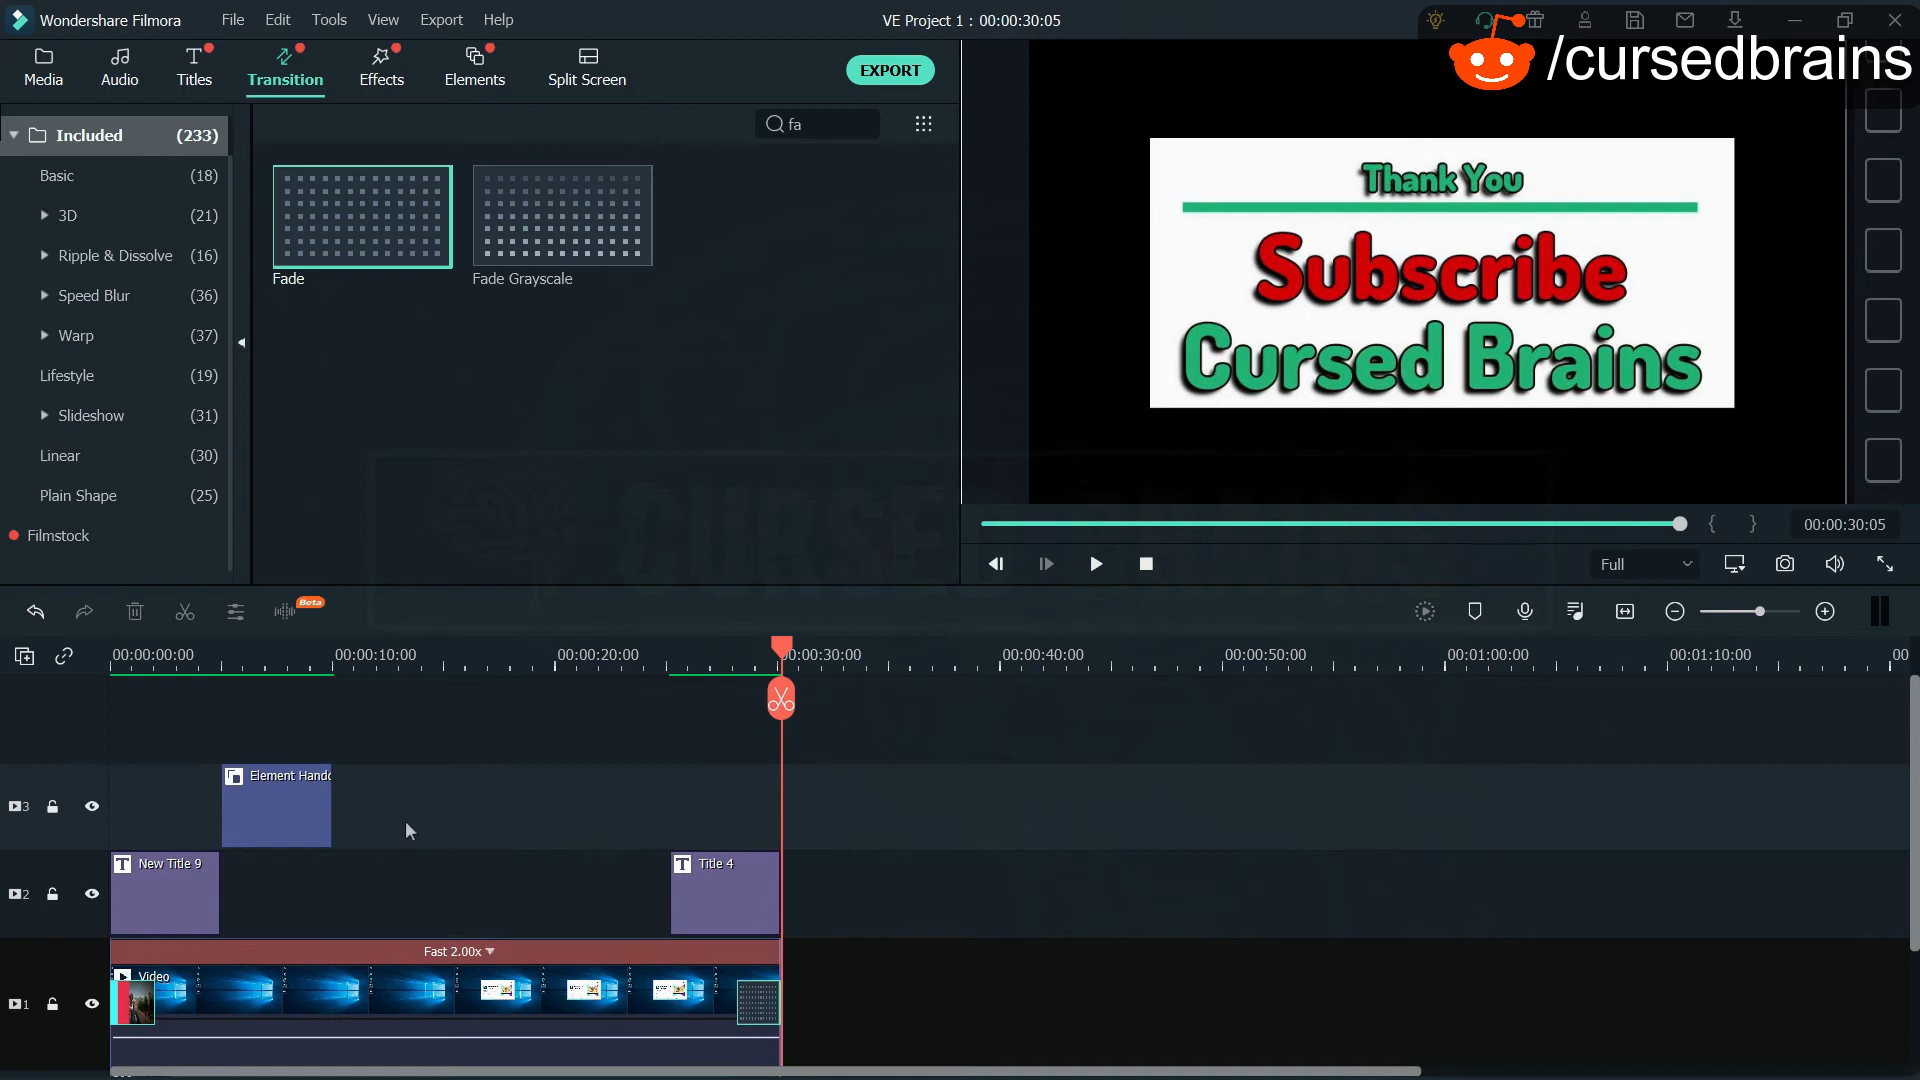 Wondershare Filmora
File Edit Tools View Export Help
VE Project 1 : 00:00:30:05
/cursedbrains
Media Audio Titles Transition Effects Elements Split Screen
EXPORT
Included (233)
fa
Basic (18)
3D (21)
Ripple & Dissolve (16)
Speed Blur (36)
Warp (37)
Lifestyle (19)
Slideshow (31)
Linear (30)
Plain Shape (25)
Filmstock
Fade
Fade Grayscale
Thank You
Subscribe
Cursed Brains
CURSED BRAINS
{ } 00:00:30:05
Full
Beta
00:00:00:00 00:00:10:00 00:00:20:00 00:00:30:00 00:00:40:00 00:00:50:00 00:01:00:00 00:01:10:00 00
3
Element Hando
2
New Title 9
Title 4
Fast 2.00x
Video
1